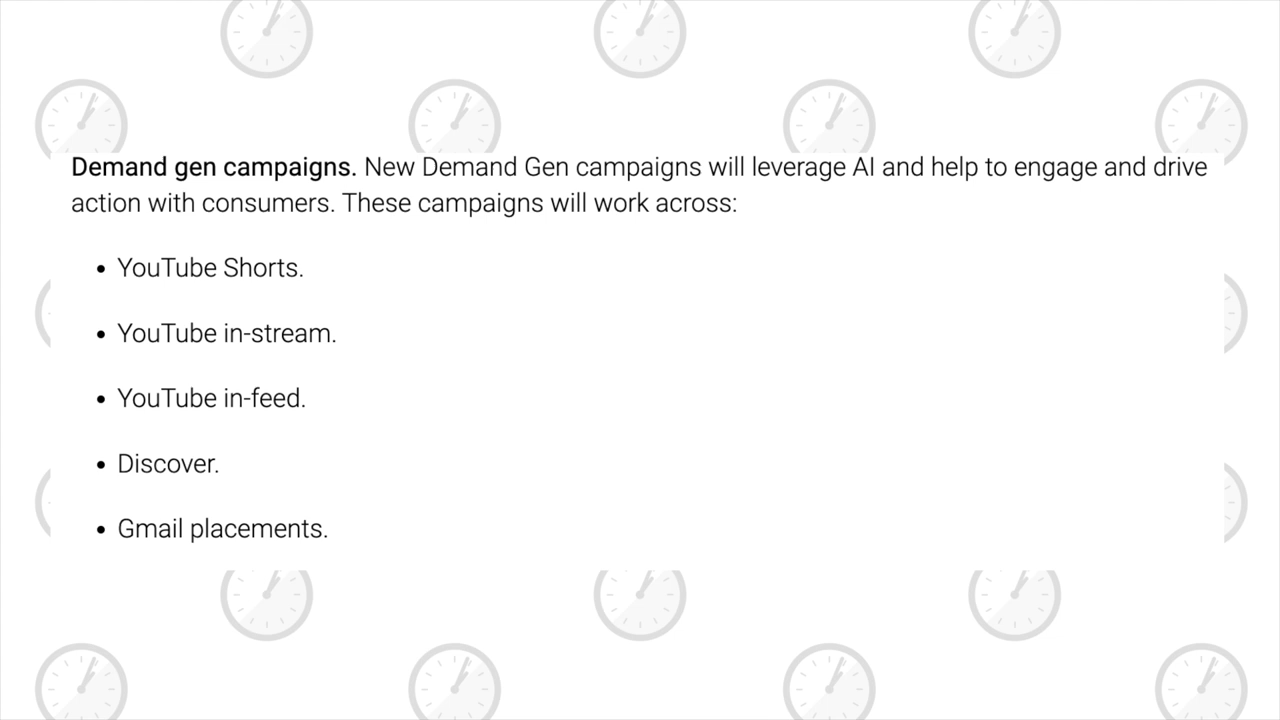 Demand gen campaigns. New Demand Gen campaigns will leverage AI and help to engage and drive
action with consumers. These campaigns will work across:
• YouTube Shorts.
• YouTube in-stream.
• YouTube in-feed.
• Discover.
• Gmail placements.